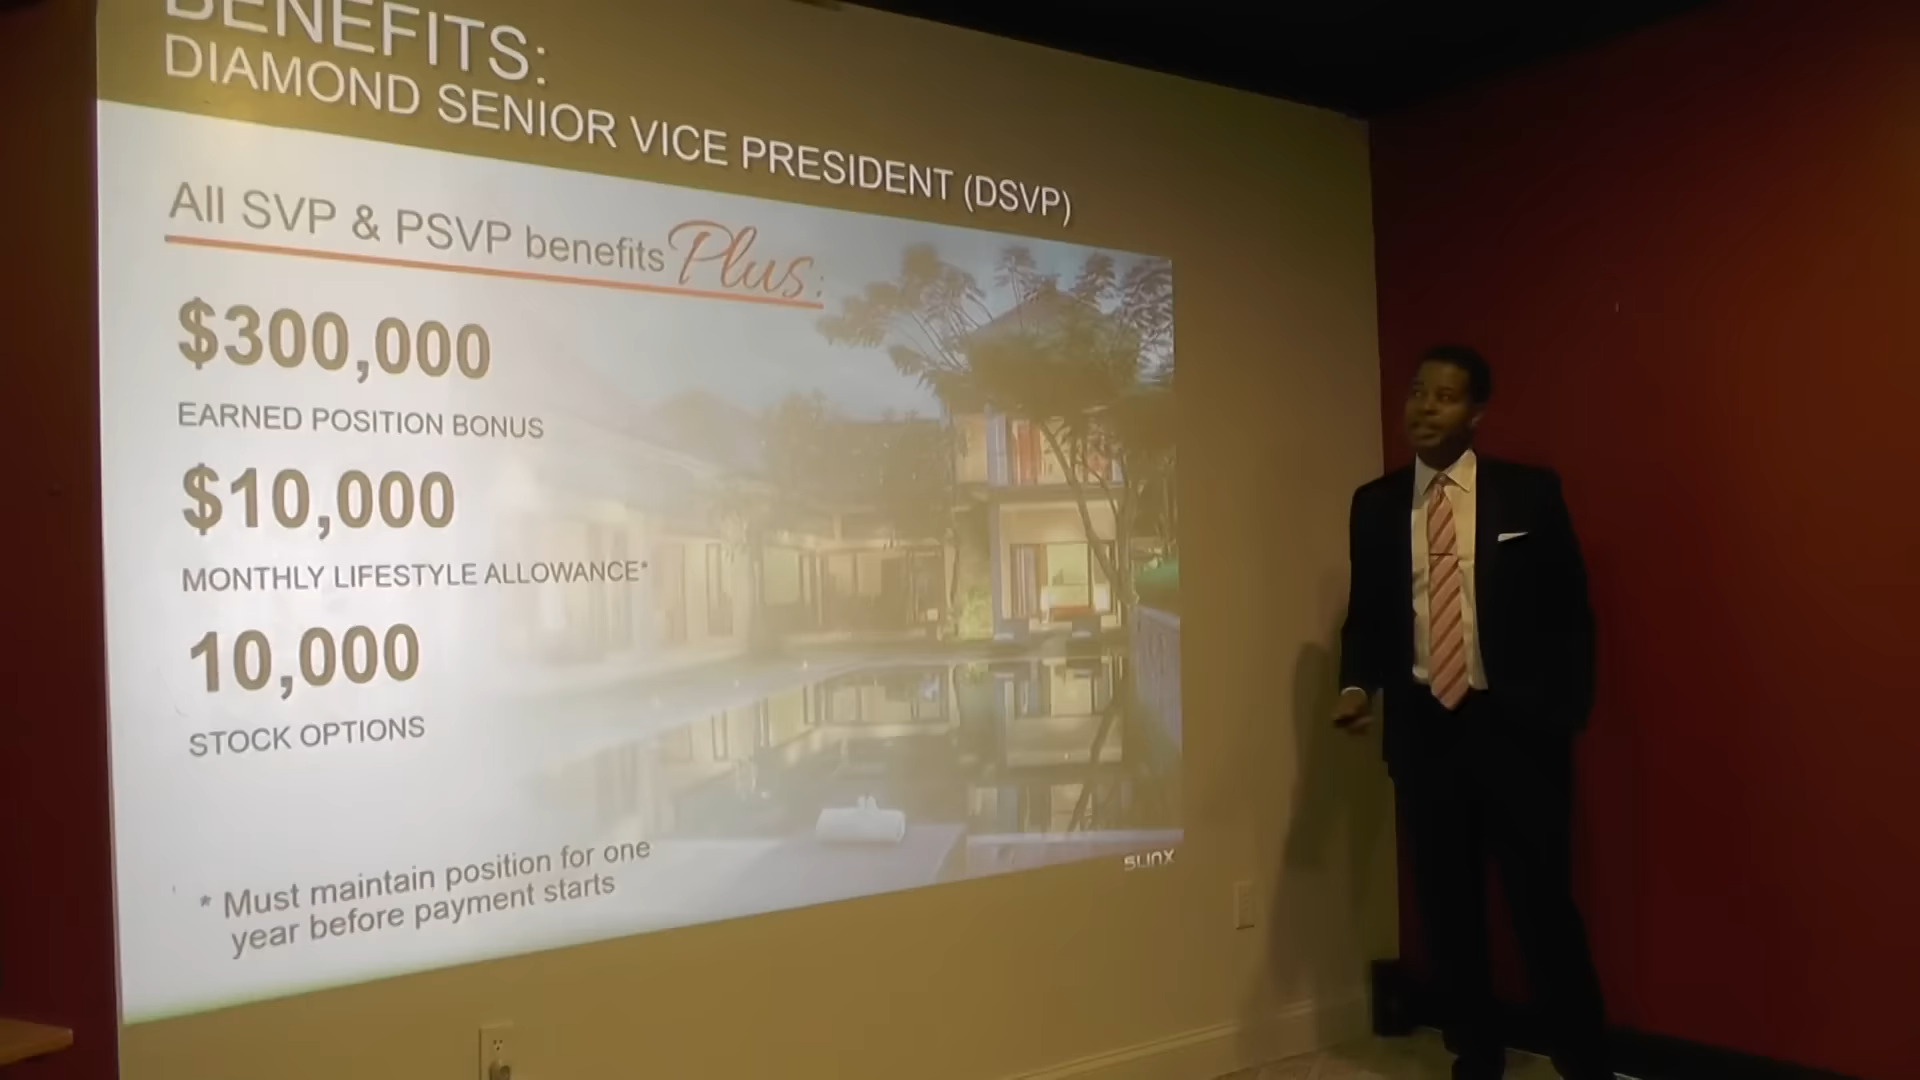 BENEFITS:
DIAMOND SENIOR VICE PRESIDENT (DSVP)
All SVP & PSVP benefits Plus:
$300,000
EARNED POSITION BONUS
$10,000
MONTHLY LIFESTYLE ALLOWANCE*
10,000
STOCK OPTIONS
* Must maintain position for one
year before payment starts